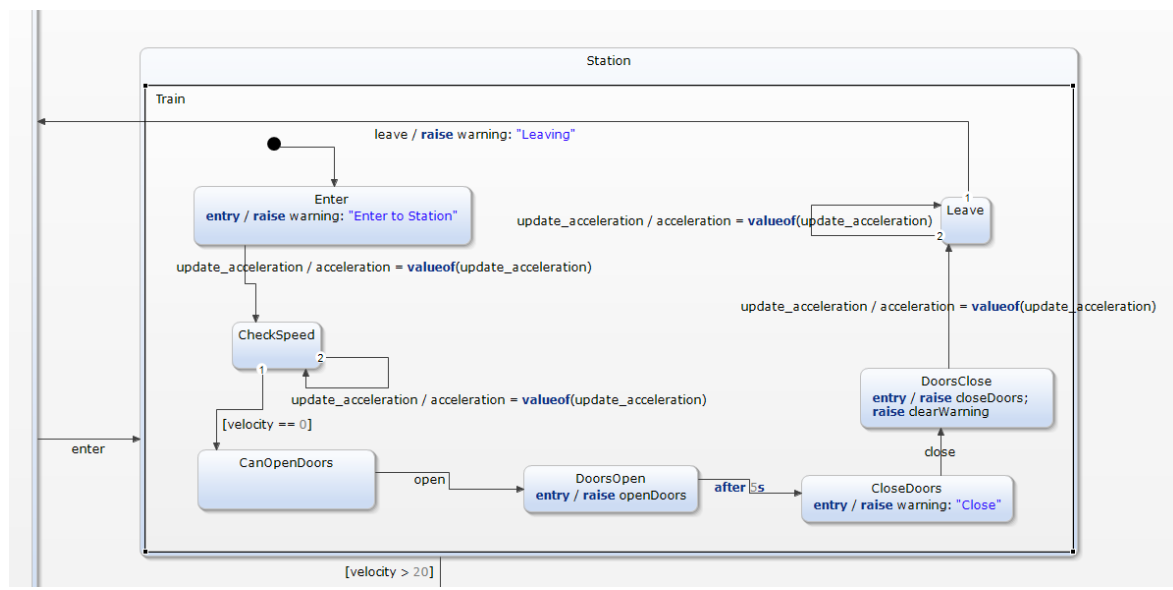 Station
Train
leave / raise warning: "Leaving"
Enter
entry / raise warning: "Enter to Station"
1
Leave
update_acceleration / acceleration = valueof(update_acceleration)
2
update_acceleration / acceleration = valueof(update_acceleration)
update_acceleration / acceleration = valueof(update_acceleration)
CheckSpeed
2
1
update_acceleration / acceleration = valueof(update_acceleration)
DoorsClose
entry / raise closeDoors;
raise clearWarning
[velocity == 0]
enter
close
CanOpenDoors
open
DoorsOpen
entry / raise openDoors
after 5s
CloseDoors
entry / raise warning: "Close"
[velocity > 20]